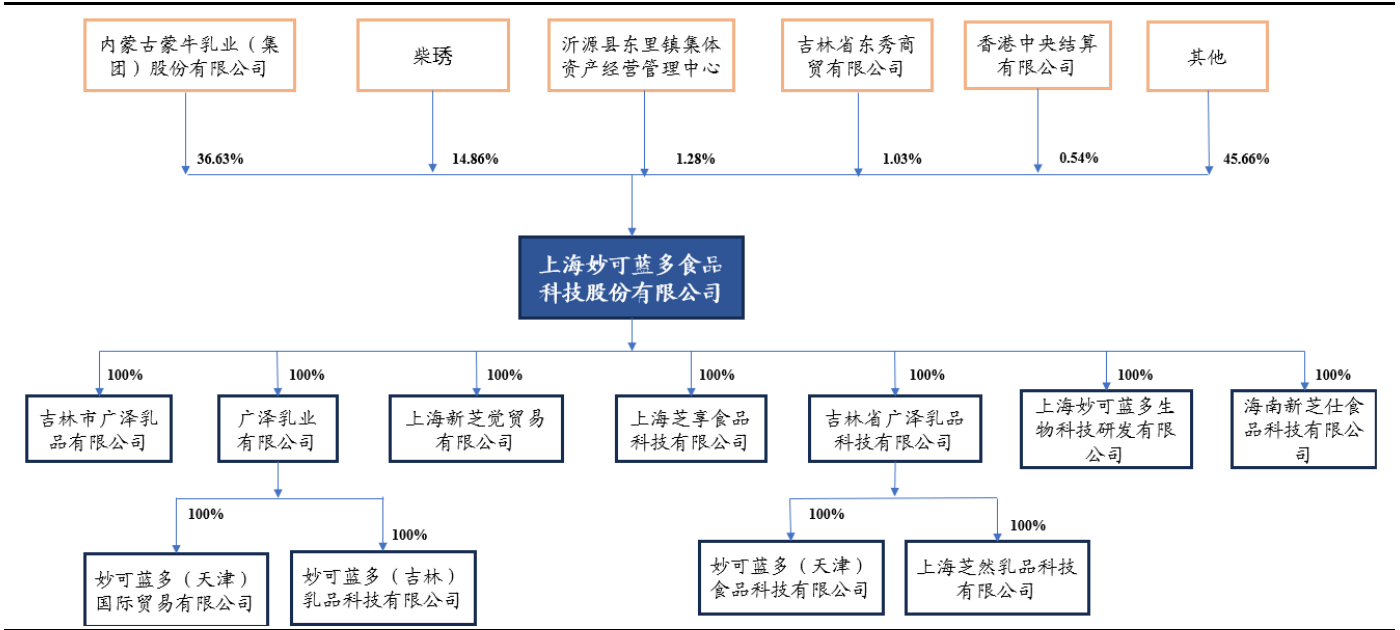 内蒙古蒙牛乳业（集
团）股份有限公司
柴琇
沂源县东里镇集体
资产经营管理中心
吉林省东秀商
贸有限公司
香港中央结算
有限公司
其他
36.63%
14.86%
1.28%
1.03%
0.54%
45.66%
上海妙可蓝多食品
科技股份有限公司
100%
100%
100%
100%
100%
100%
100%
吉林市广泽乳
品有限公司
广泽乳业
有限公司
上海新芝觉贸易
有限公司
上海芝享食品
科技有限公司
吉林省广泽乳品
科技有限公司
上海妙可蓝多生
物科技研发有限
公司
海南新芝仕食
品科技有限公
司
100%
100%
100%
100%
妙可蓝多（天津）
国际贸易有限公司
妙可蓝多（吉林）
乳品科技有限公司
妙可蓝多（天津）
食品科技有限公司
上海芝然乳品科技
有限公司